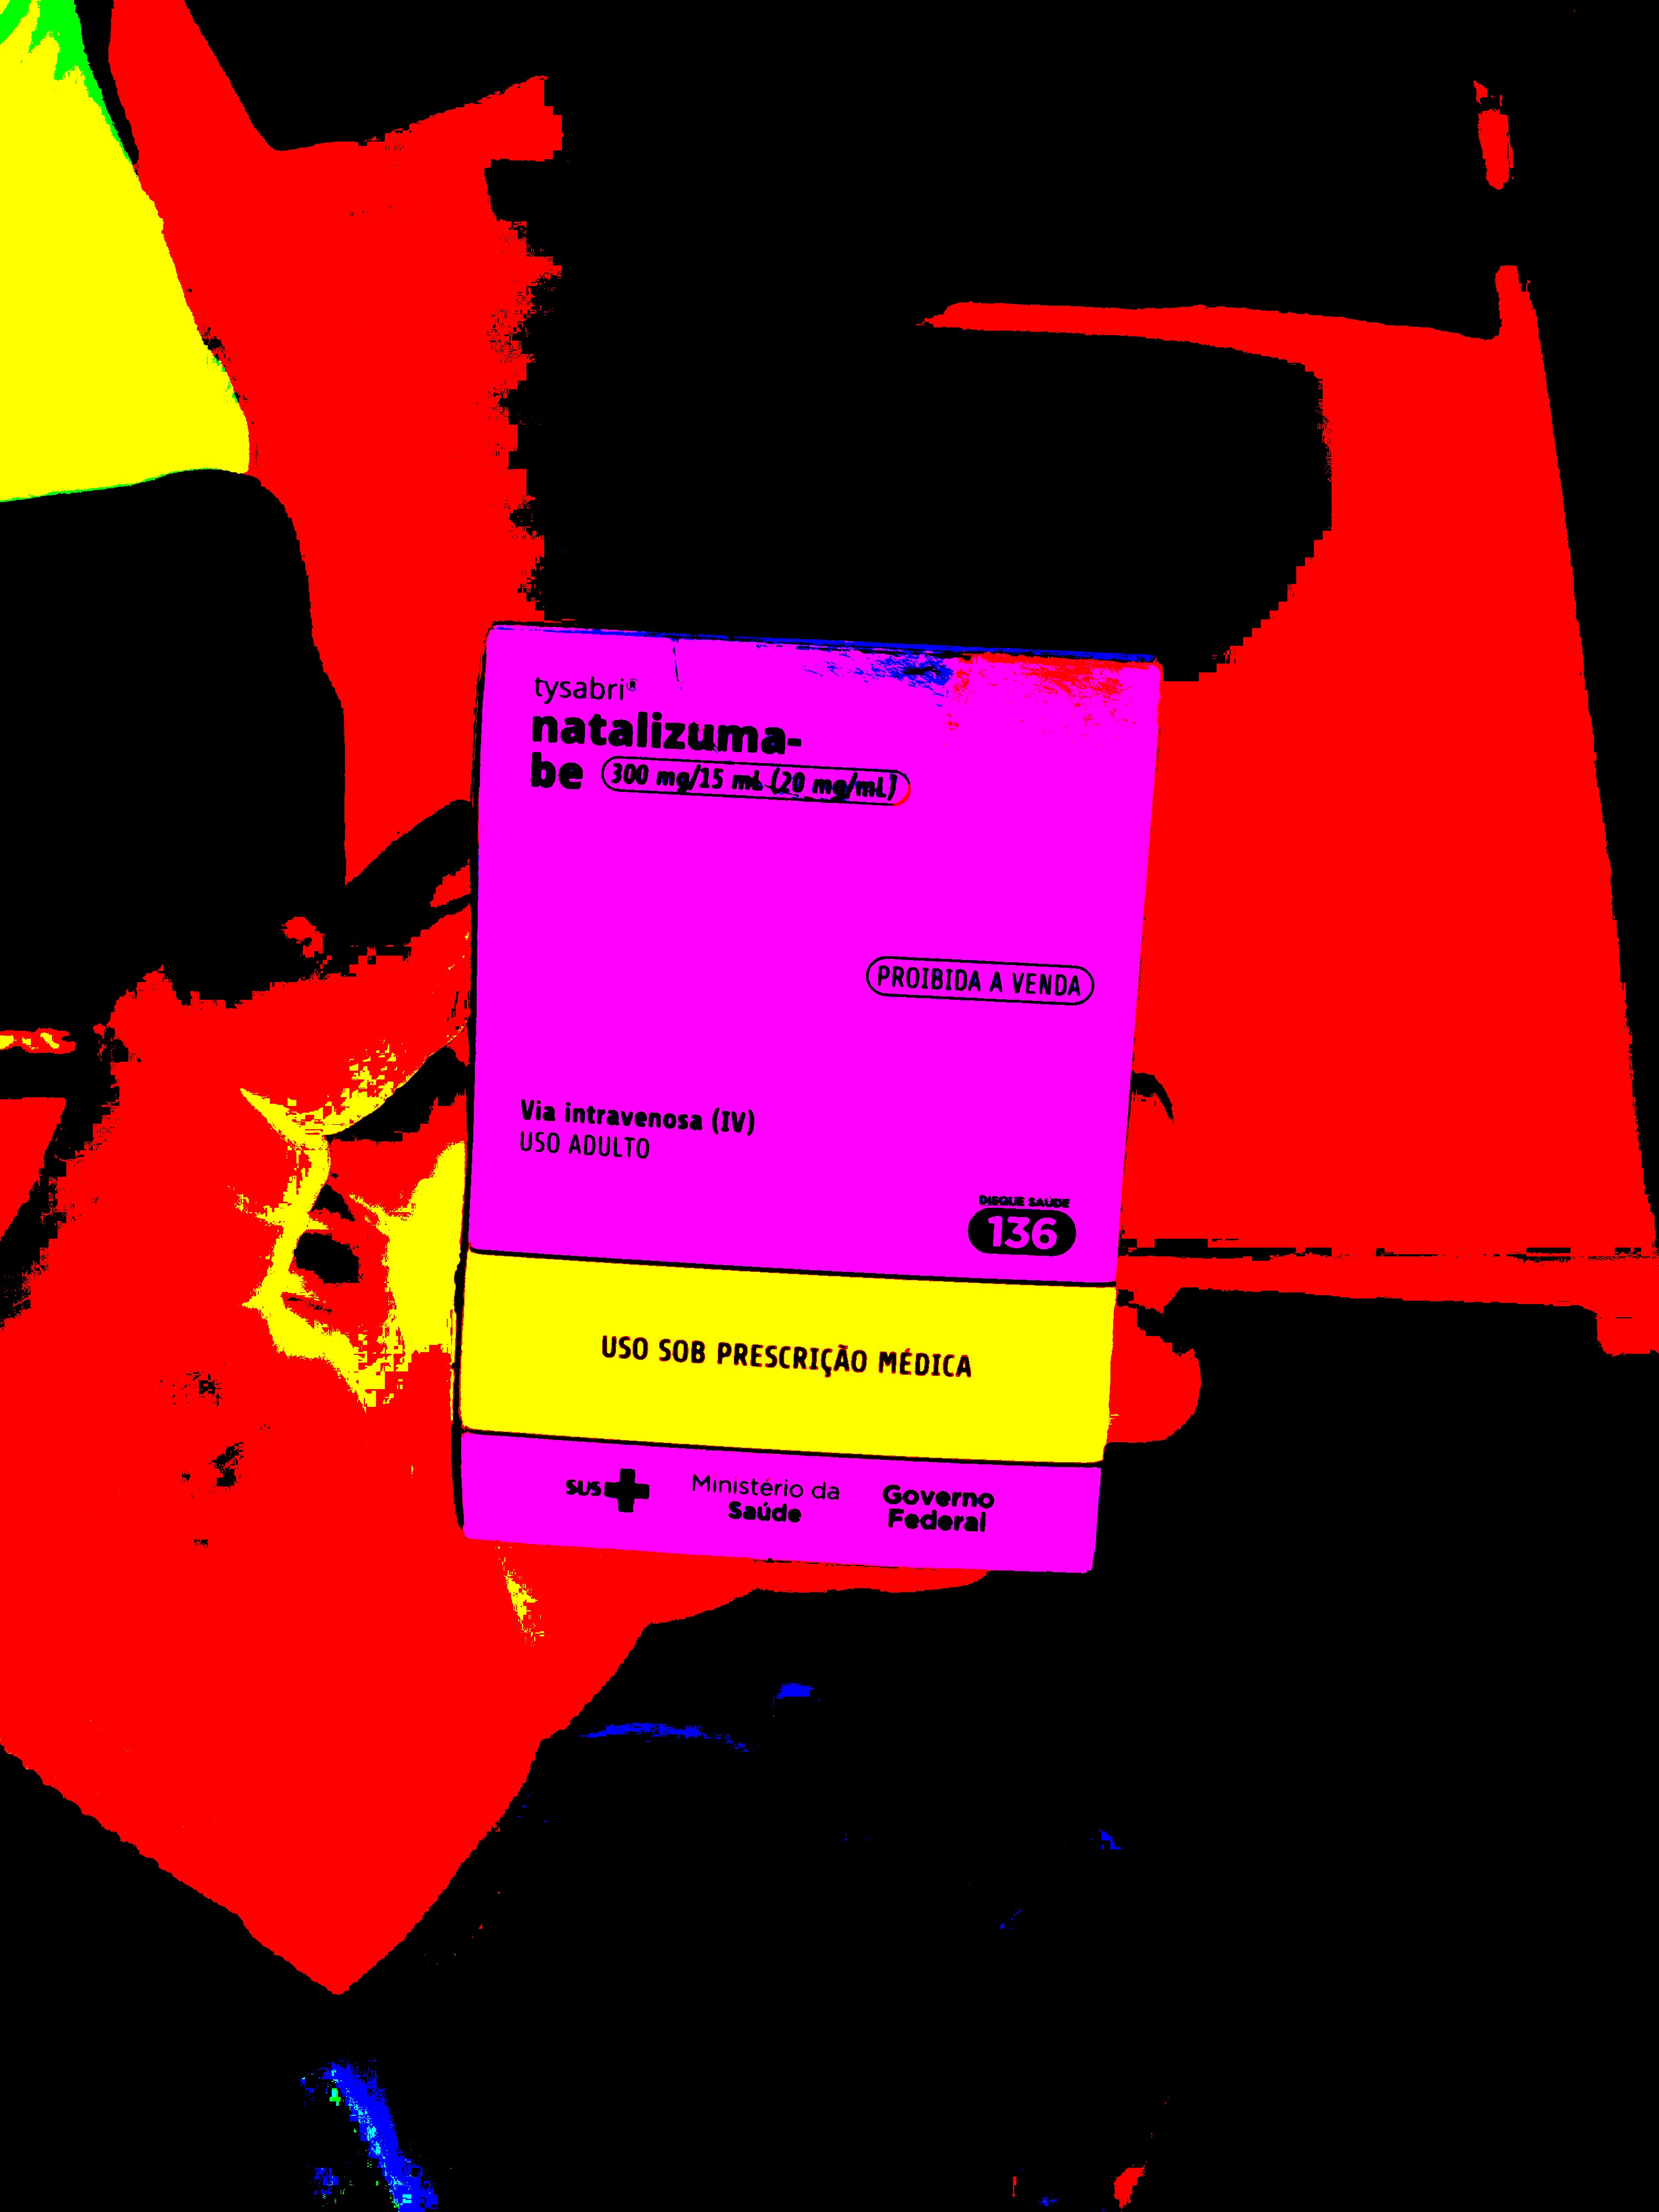 tysabri®
natalizuma-
be 300 mg/15 mL (20 mg/mL)
PROIBIDA A VENDA
Via intravenosa (IV)
USO ADULTO
DISQUE SAÚDE
136
USO SOB PRESCRIÇÃO MÉDICA
SUS Ministério da Saúde Governo Federal